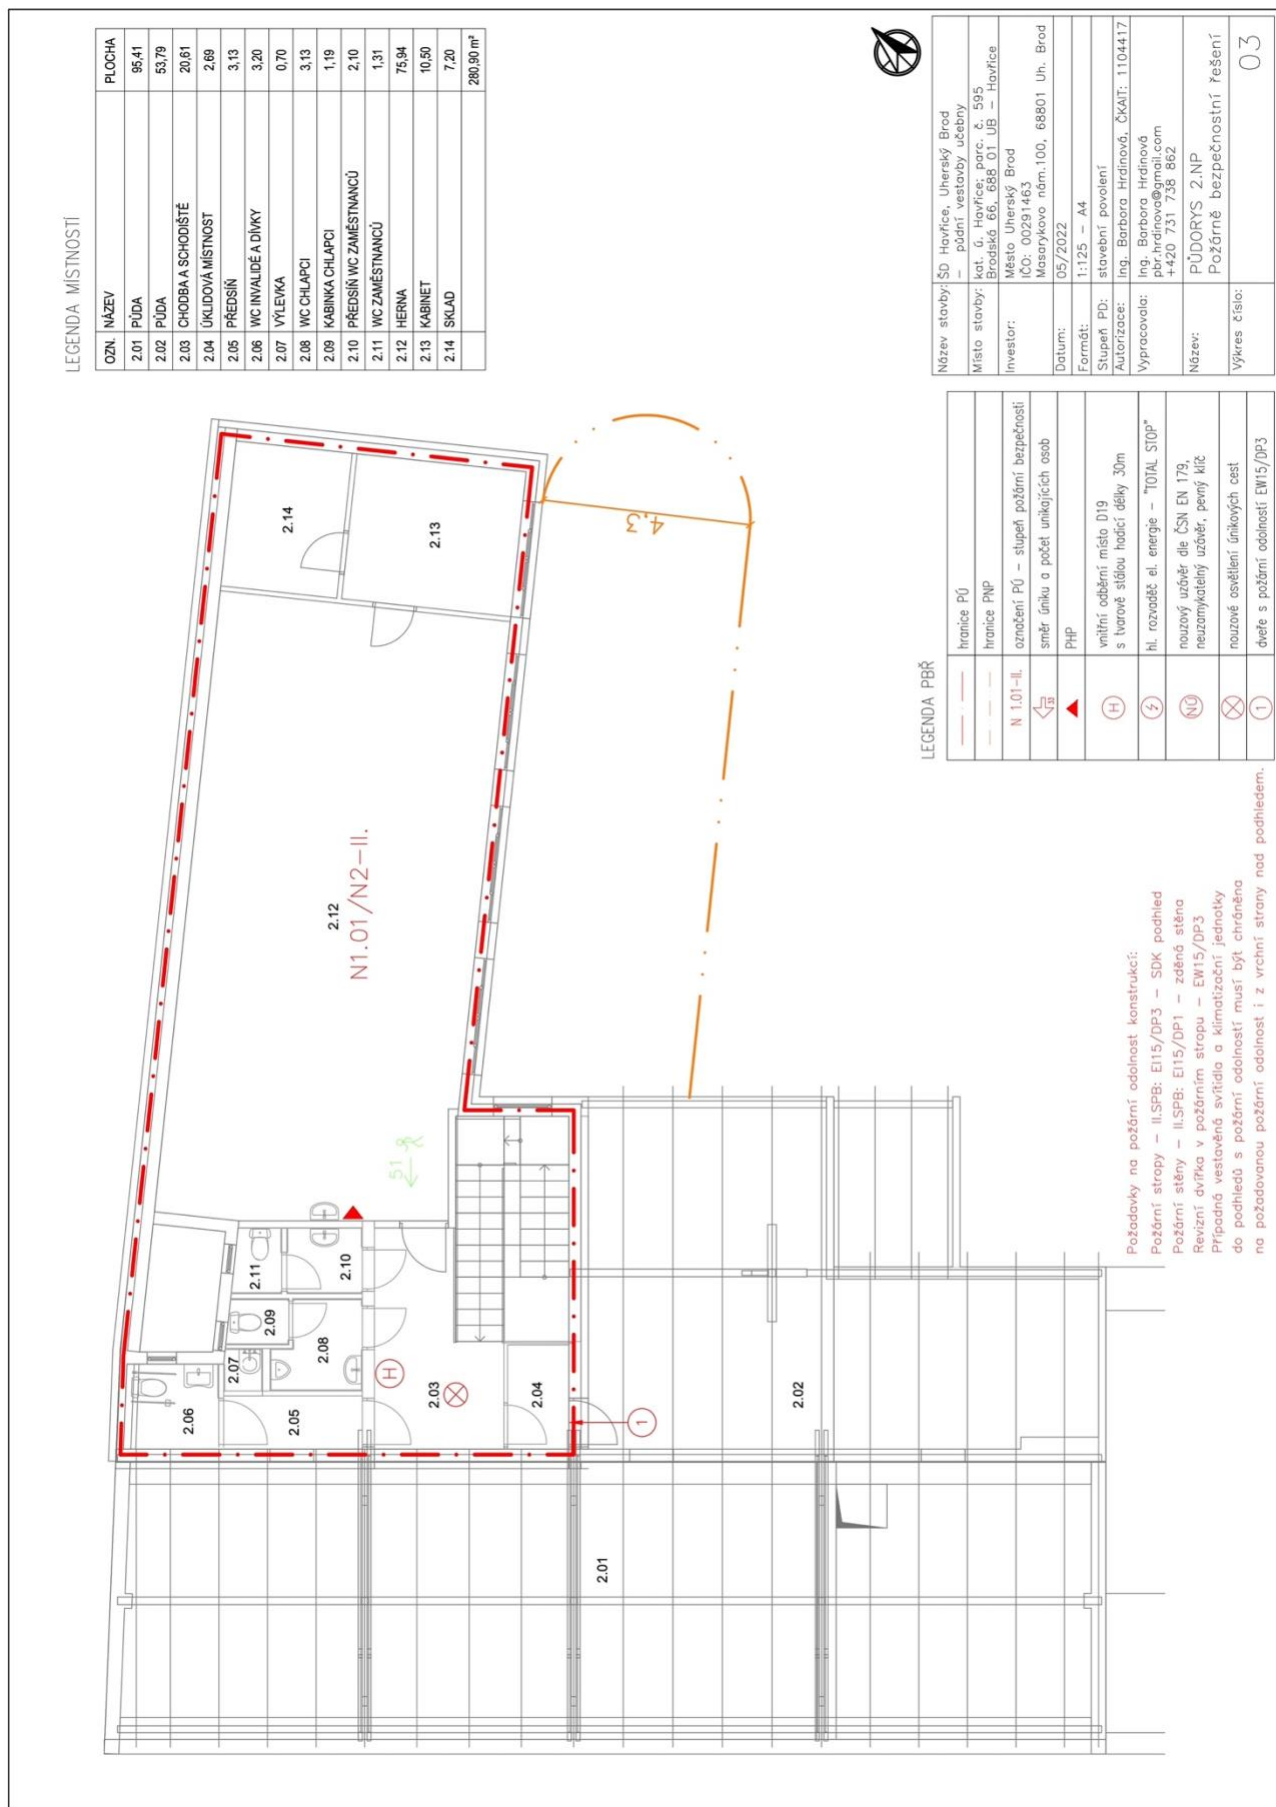 LEGENDA MÍSTNOSTÍ
OZN. NÁZEV PLOCHA
2.01 PŮDA 95,41
2.02 PŮDA 53,79
2.03 CHODBA A SCHODIŠTĚ 20,61
2.04 ÚKLIDOVÁ MÍSTNOST 2,69
2.05 PŘEDSÍŇ 3,13
2.06 WC INVALIDÉ A DÍVKY 3,20
2.07 VÝLEVKA 0,70
2.08 WC CHLAPCI 3,13
2.09 KABINKA CHLAPCI 1,19
2.10 PŘEDSÍŇ WC ZAMĚSTNANCŮ 2,10
2.11 WC ZAMĚSTNANCŮ 1,31
2.12 HERNA 75,94
2.13 KABINET 10,50
2.14 SKLAD 7,20
280,90 m²
2.14
2.13
4.3
2.12
N1.01/N2-II.
51
2.11
2.10
2.09
2.08
2.07
2.06
2.05
H
2.03
2.04
1
2.02
2.01
Požadavky na požární odolnost konstrukcí:
Požární stropy – II.SPB: EI15/DP3 – SDK podhled
Požární stěny – II.SPB: EI15/DP1 – zděná stěna
Revizní dvířka v požárním stropu – EW15/DP3
Případná vestavěná svítidla a klimatizační jednotky
do podhledů s požární odolností musí být chráněna
na požadovanou požární odolnost i z vrchní strany nad podhledem.
LEGENDA PBŘ
hranice PÚ
hranice PNP
N 1.01-II. označení PÚ – stupeň požární bezpečnosti
směr úniku a počet unikajících osob
PHP
H vnitřní odběrní místo D19
s tvarově stálou hadicí délky 30m
hl. rozvaděč el. energie – "TOTAL STOP"
NÚ nouzový uzávěr dle ČSN EN 179,
neuzamykatelný uzávěr, pevný klíč
nouzové osvětlení únikových cest
1 dveře s požární odolností EW15/DP3
Název stavby: ŠD Havřice, Uherský Brod
– půdní vestavby učebny
Místo stavby: kat. ú. Havřice; parc. č. 595
Brodská 66, 688 01 UB – Havřice
Investor: Město Uherský Brod
IČO: 00291463
Masarykovo nám.100, 68801 Uh. Brod
Datum: 05/2022
Formát: 1:125 – A4
Stupeň PD: stavební povolení
Autorizace: Ing. Barbora Hrdinová, ČKAIT: 1104417
Vypracovala: Ing. Barbora Hrdinová
pbr.hrdinova@gmail.com
+420 731 738 862
Název: PŮDORYS 2.NP
Požárně bezpečnostní řešení
Výkres číslo: 03